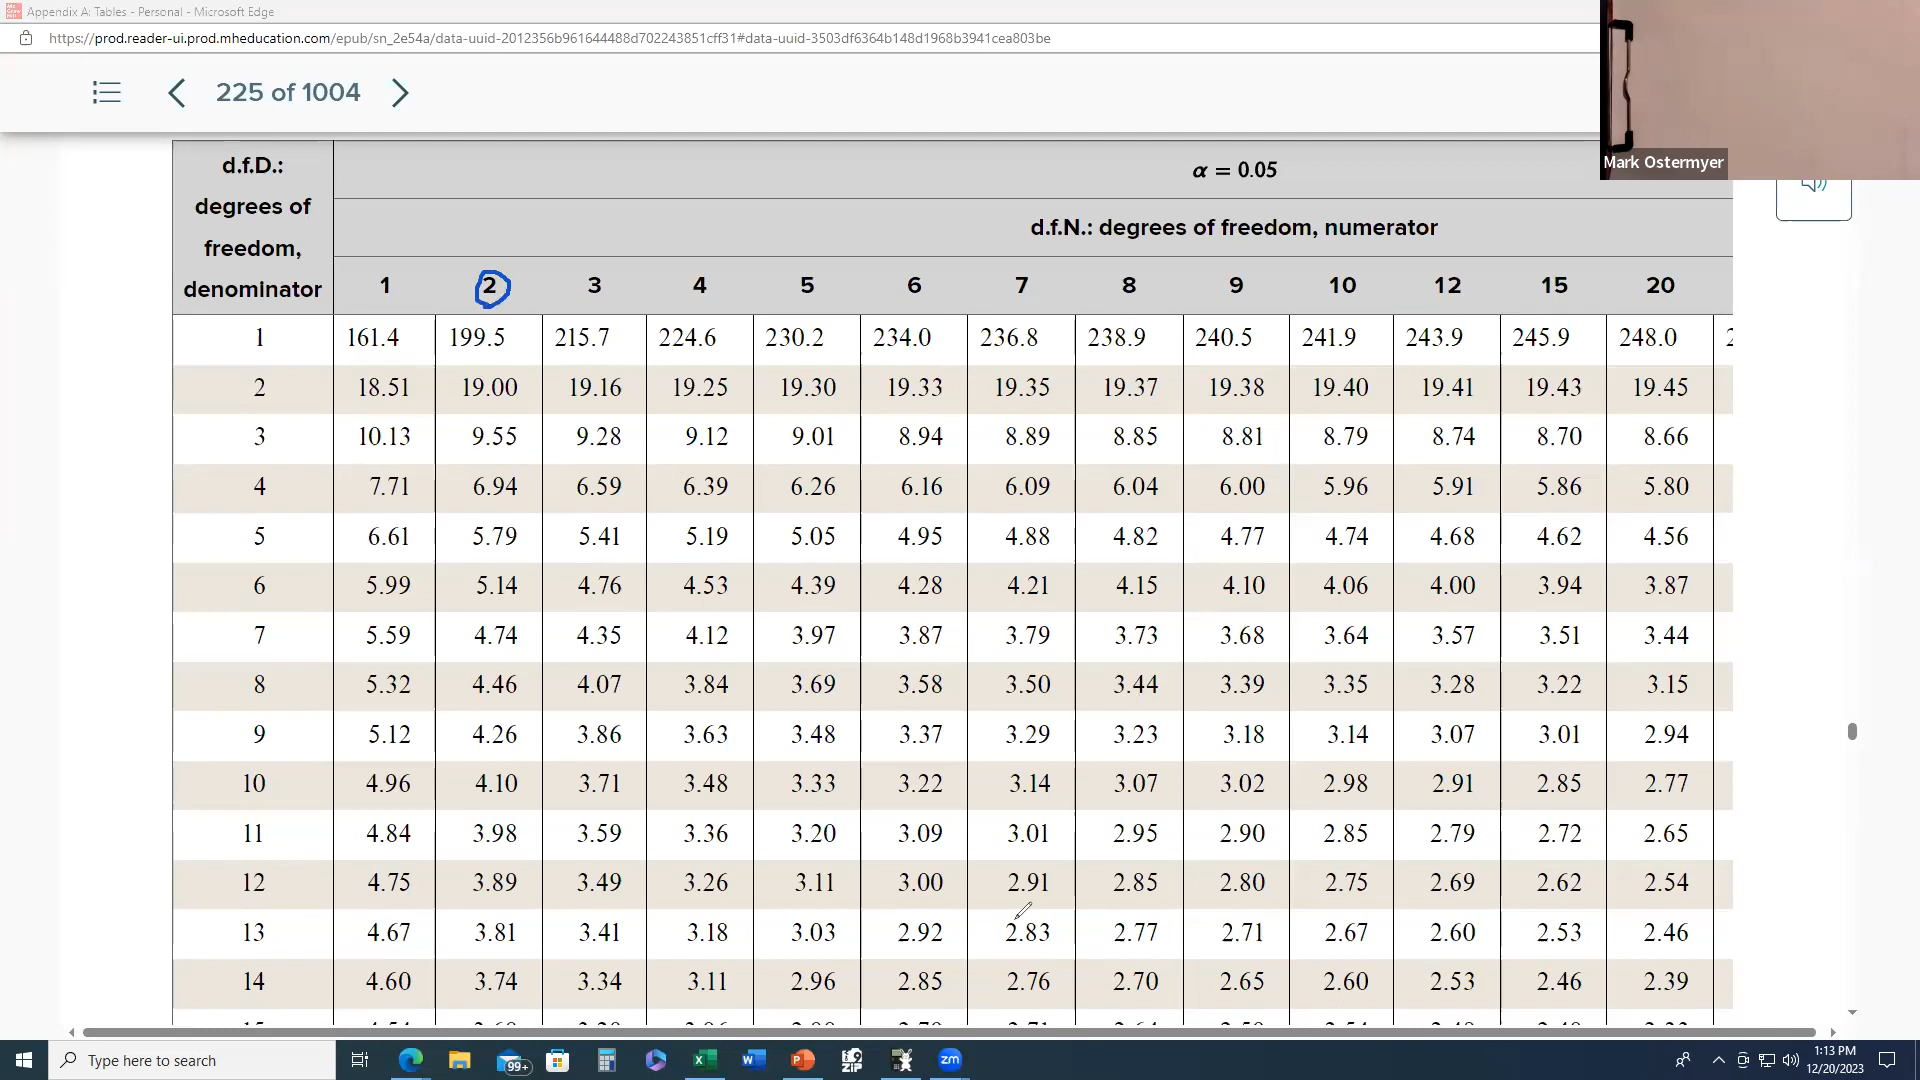 Appendix A: Tables - Personal - Microsoft Edge
https://prod.reader-ui.prod.mheducation.com/epub/sn_2e54a/data-uuid-2012356b961644488d702243851cff31#data-uuid-3503df6364b148d1968b3941cea803be
225 of 1004
Mark Ostermyer
d.f.D.: degrees of freedom, denominator
α = 0.05
d.f.N.: degrees of freedom, numerator
1 2 3 4 5 6 7 8 9 10 12 15 20
1 161.4 199.5 215.7 224.6 230.2 234.0 236.8 238.9 240.5 241.9 243.9 245.9 248.0
2 18.51 19.00 19.16 19.25 19.30 19.33 19.35 19.37 19.38 19.40 19.41 19.43 19.45
3 10.13 9.55 9.28 9.12 9.01 8.94 8.89 8.85 8.81 8.79 8.74 8.70 8.66
4 7.71 6.94 6.59 6.39 6.26 6.16 6.09 6.04 6.00 5.96 5.91 5.86 5.80
5 6.61 5.79 5.41 5.19 5.05 4.95 4.88 4.82 4.77 4.74 4.68 4.62 4.56
6 5.99 5.14 4.76 4.53 4.39 4.28 4.21 4.15 4.10 4.06 4.00 3.94 3.87
7 5.59 4.74 4.35 4.12 3.97 3.87 3.79 3.73 3.68 3.64 3.57 3.51 3.44
8 5.32 4.46 4.07 3.84 3.69 3.58 3.50 3.44 3.39 3.35 3.28 3.22 3.15
9 5.12 4.26 3.86 3.63 3.48 3.37 3.29 3.23 3.18 3.14 3.07 3.01 2.94
10 4.96 4.10 3.71 3.48 3.33 3.22 3.14 3.07 3.02 2.98 2.91 2.85 2.77
11 4.84 3.98 3.59 3.36 3.20 3.09 3.01 2.95 2.90 2.85 2.79 2.72 2.65
12 4.75 3.89 3.49 3.26 3.11 3.00 2.91 2.85 2.80 2.75 2.69 2.62 2.54
13 4.67 3.81 3.41 3.18 3.03 2.92 2.83 2.77 2.71 2.67 2.60 2.53 2.46
14 4.60 3.74 3.34 3.11 2.96 2.85 2.76 2.70 2.65 2.60 2.53 2.46 2.39
Type here to search
99+
zm
1:13 PM
12/20/2023